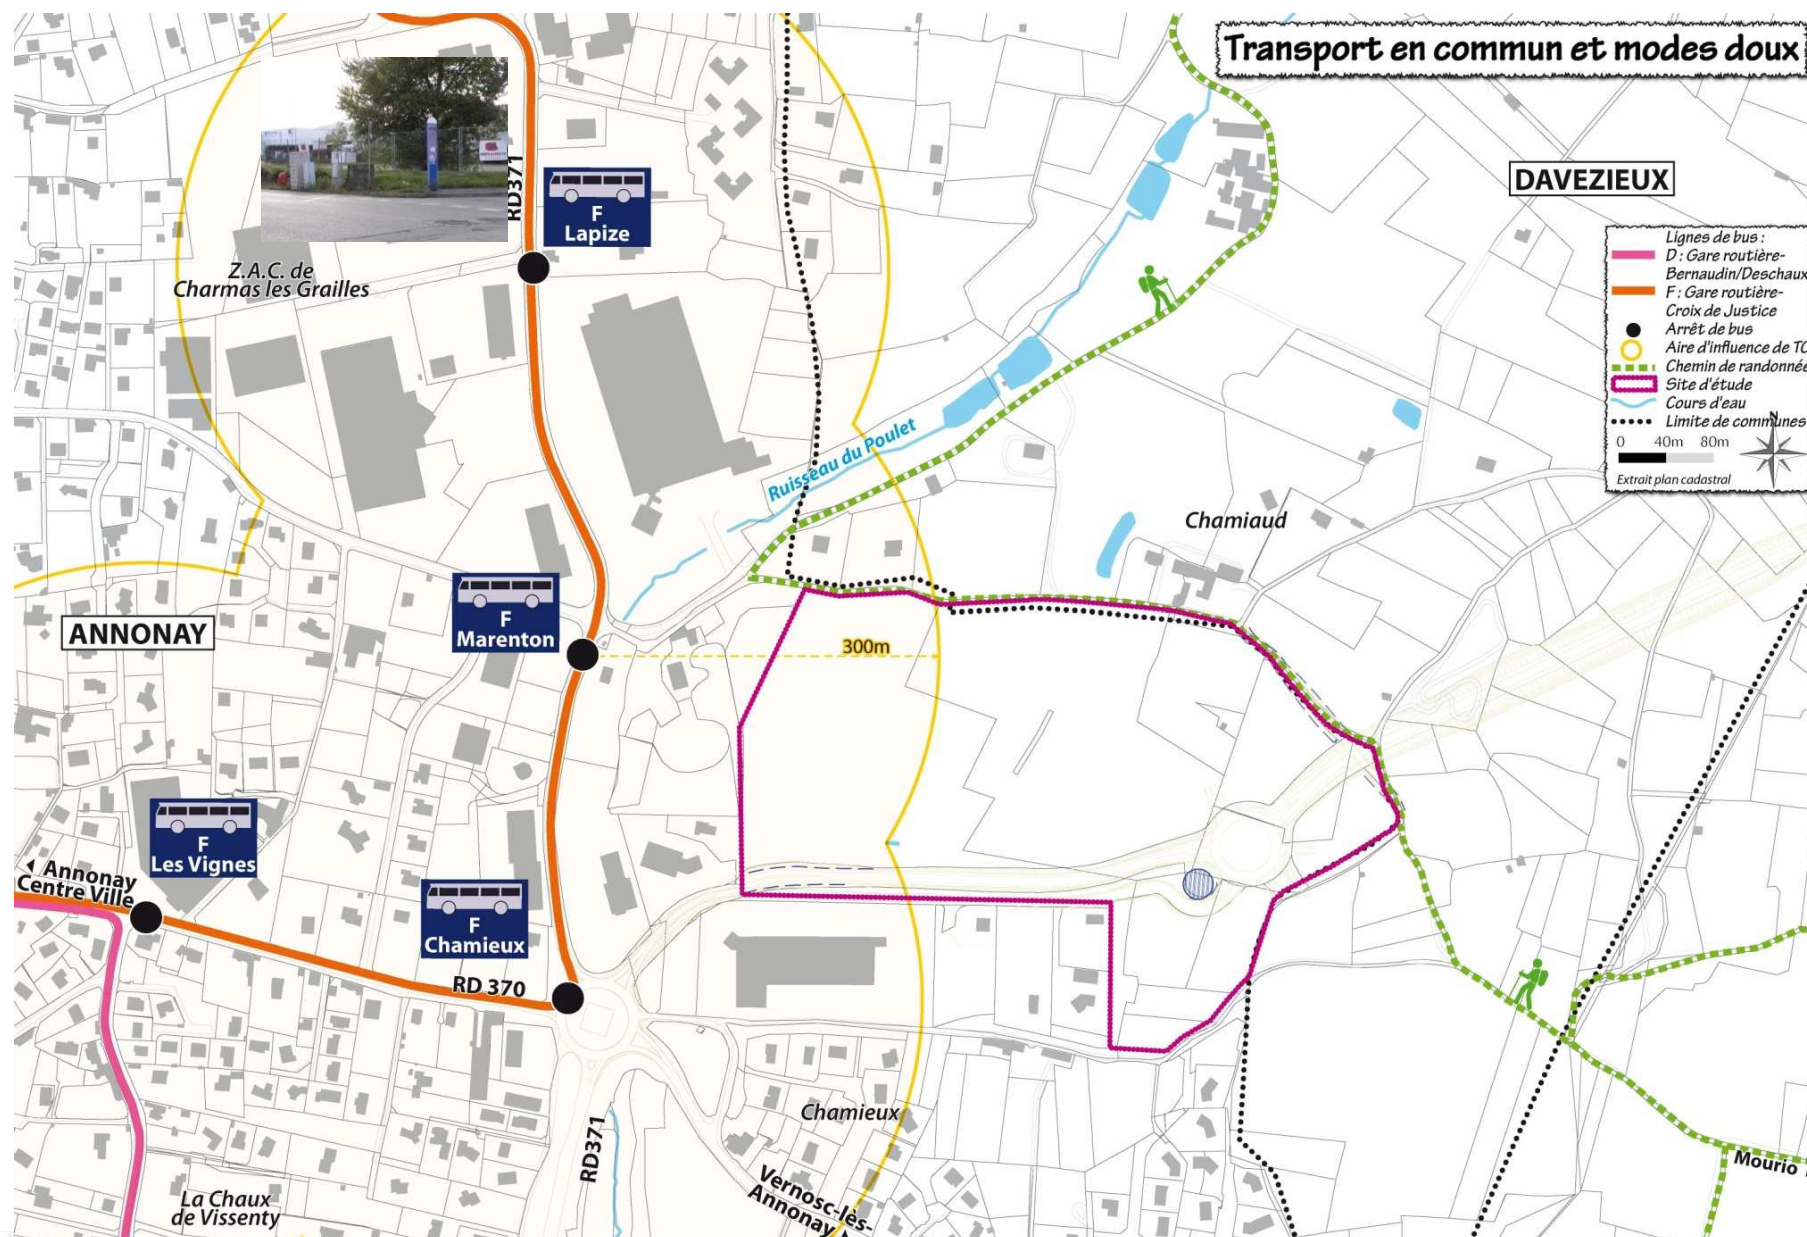 Transport en commun et modes doux
DAVEZIEUX
Lignes de bus :
D : Gare routière-
Bernaudin/Deschaux
F : Gare routière-
Croix de Justice
Arrêt de bus
Aire d'influence de TC
Chemin de randonnée
Site d'étude
Cours d'eau
Limite de communes
0 40m 80m
Extrait plan cadastral
RD371
F
Lapize
Z.A.C. de
Charmas les Grailles
Ruisseau du Poulet
Chamiaud
F
Marenton
ANNONAY
300m
F
Les Vignes
Annonay
Centre Ville
F
Chamieux
RD 370
Chamieux
RD371
Vernosc-lès-
Annonay
La Chaux
de Vissenty
Mourio